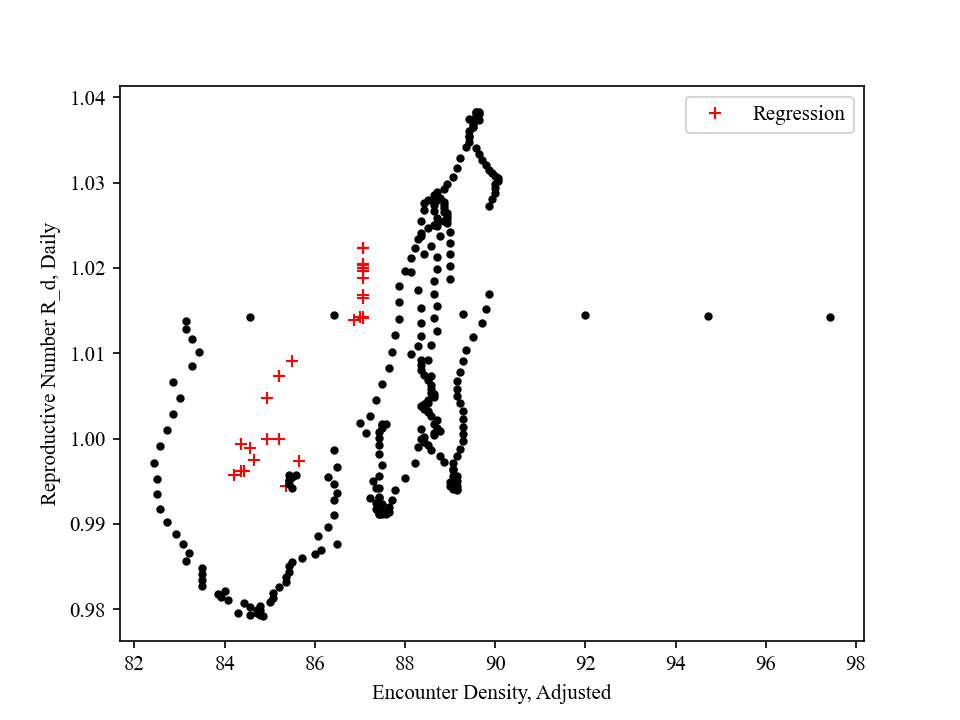 Regression
1.04
1.03
1.02
1.01
1.00
0.99
0.98
Reproductive Number R_d, Daily
82 84 86 88 90 92 94 96 98
Encounter Density, Adjusted